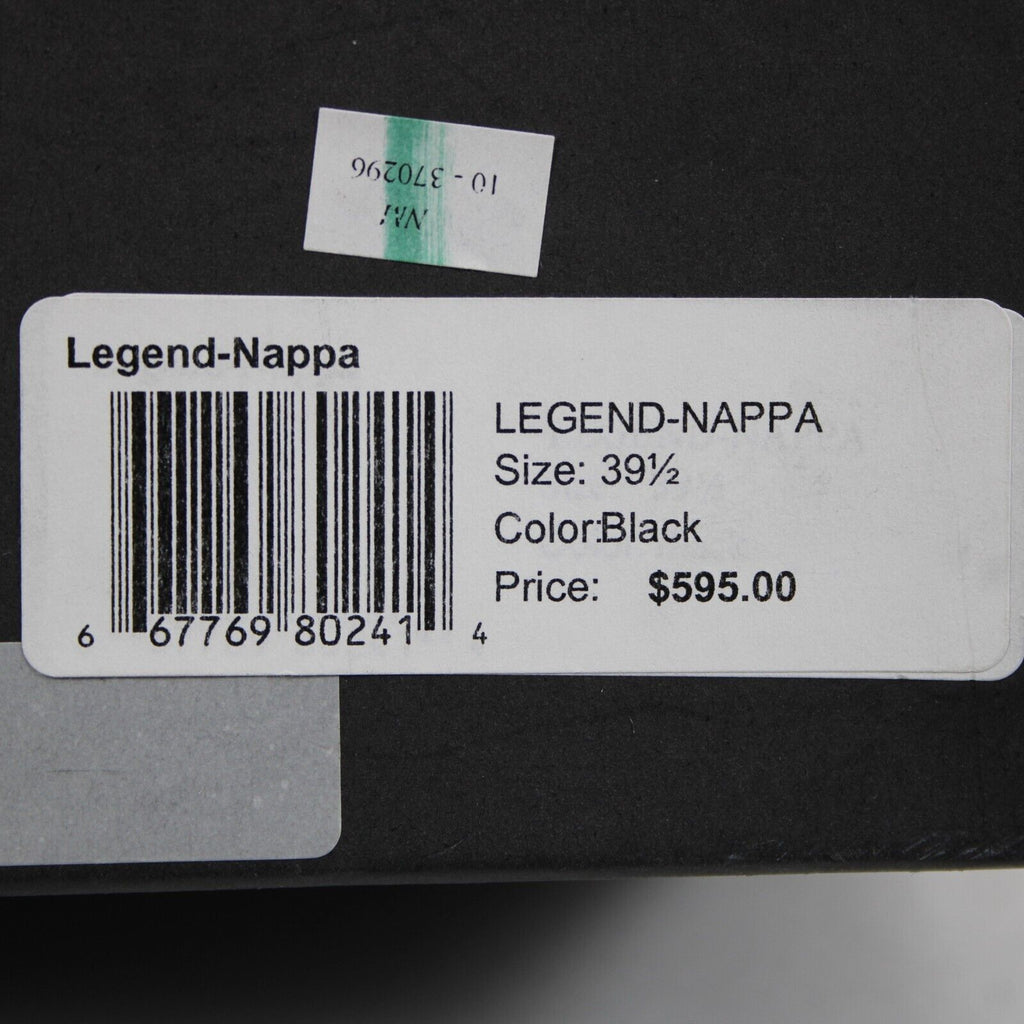 10 - 370296
Legend-Nappa
LEGEND-NAPPA
Size: 39½
Color:Black
Price: $595.00
6 67769 80241 4